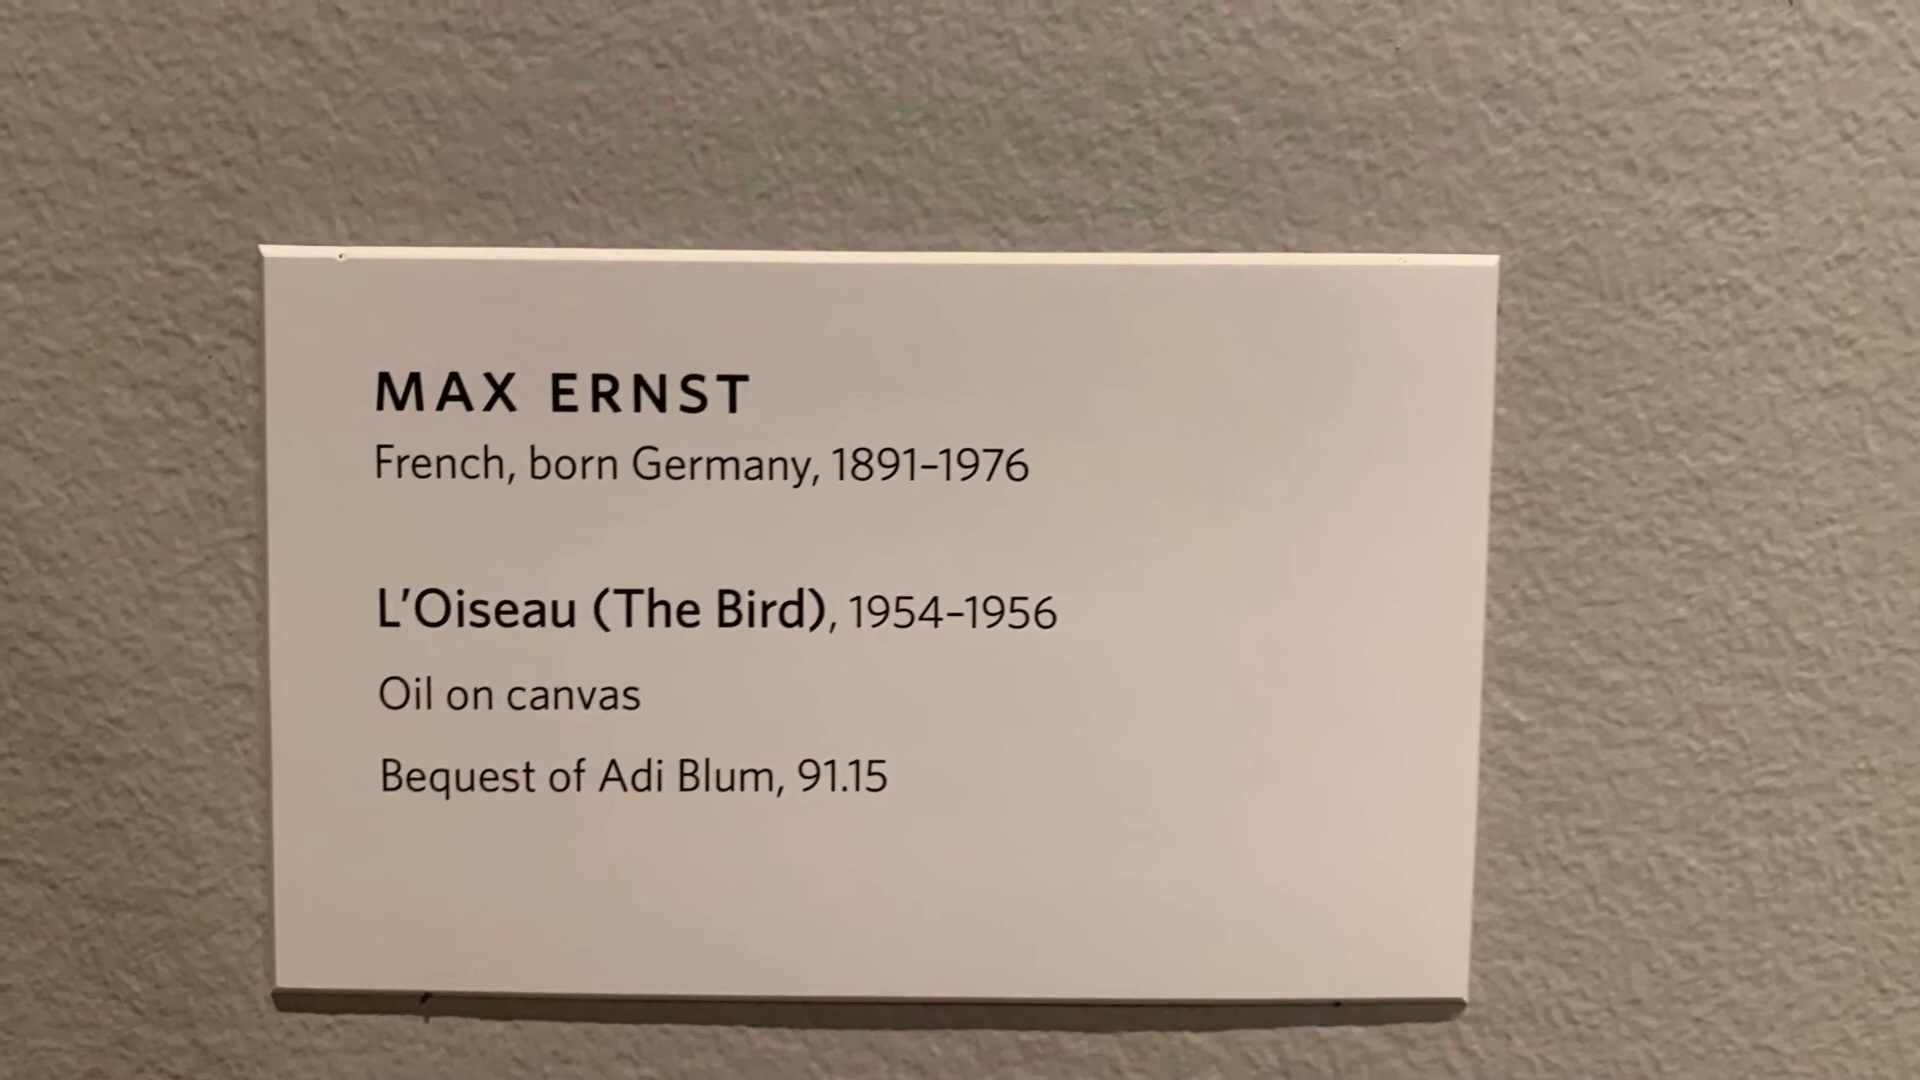 MAX ERNST
French, born Germany, 1891–1976
L’Oiseau (The Bird), 1954–1956
Oil on canvas
Bequest of Adi Blum, 91.15